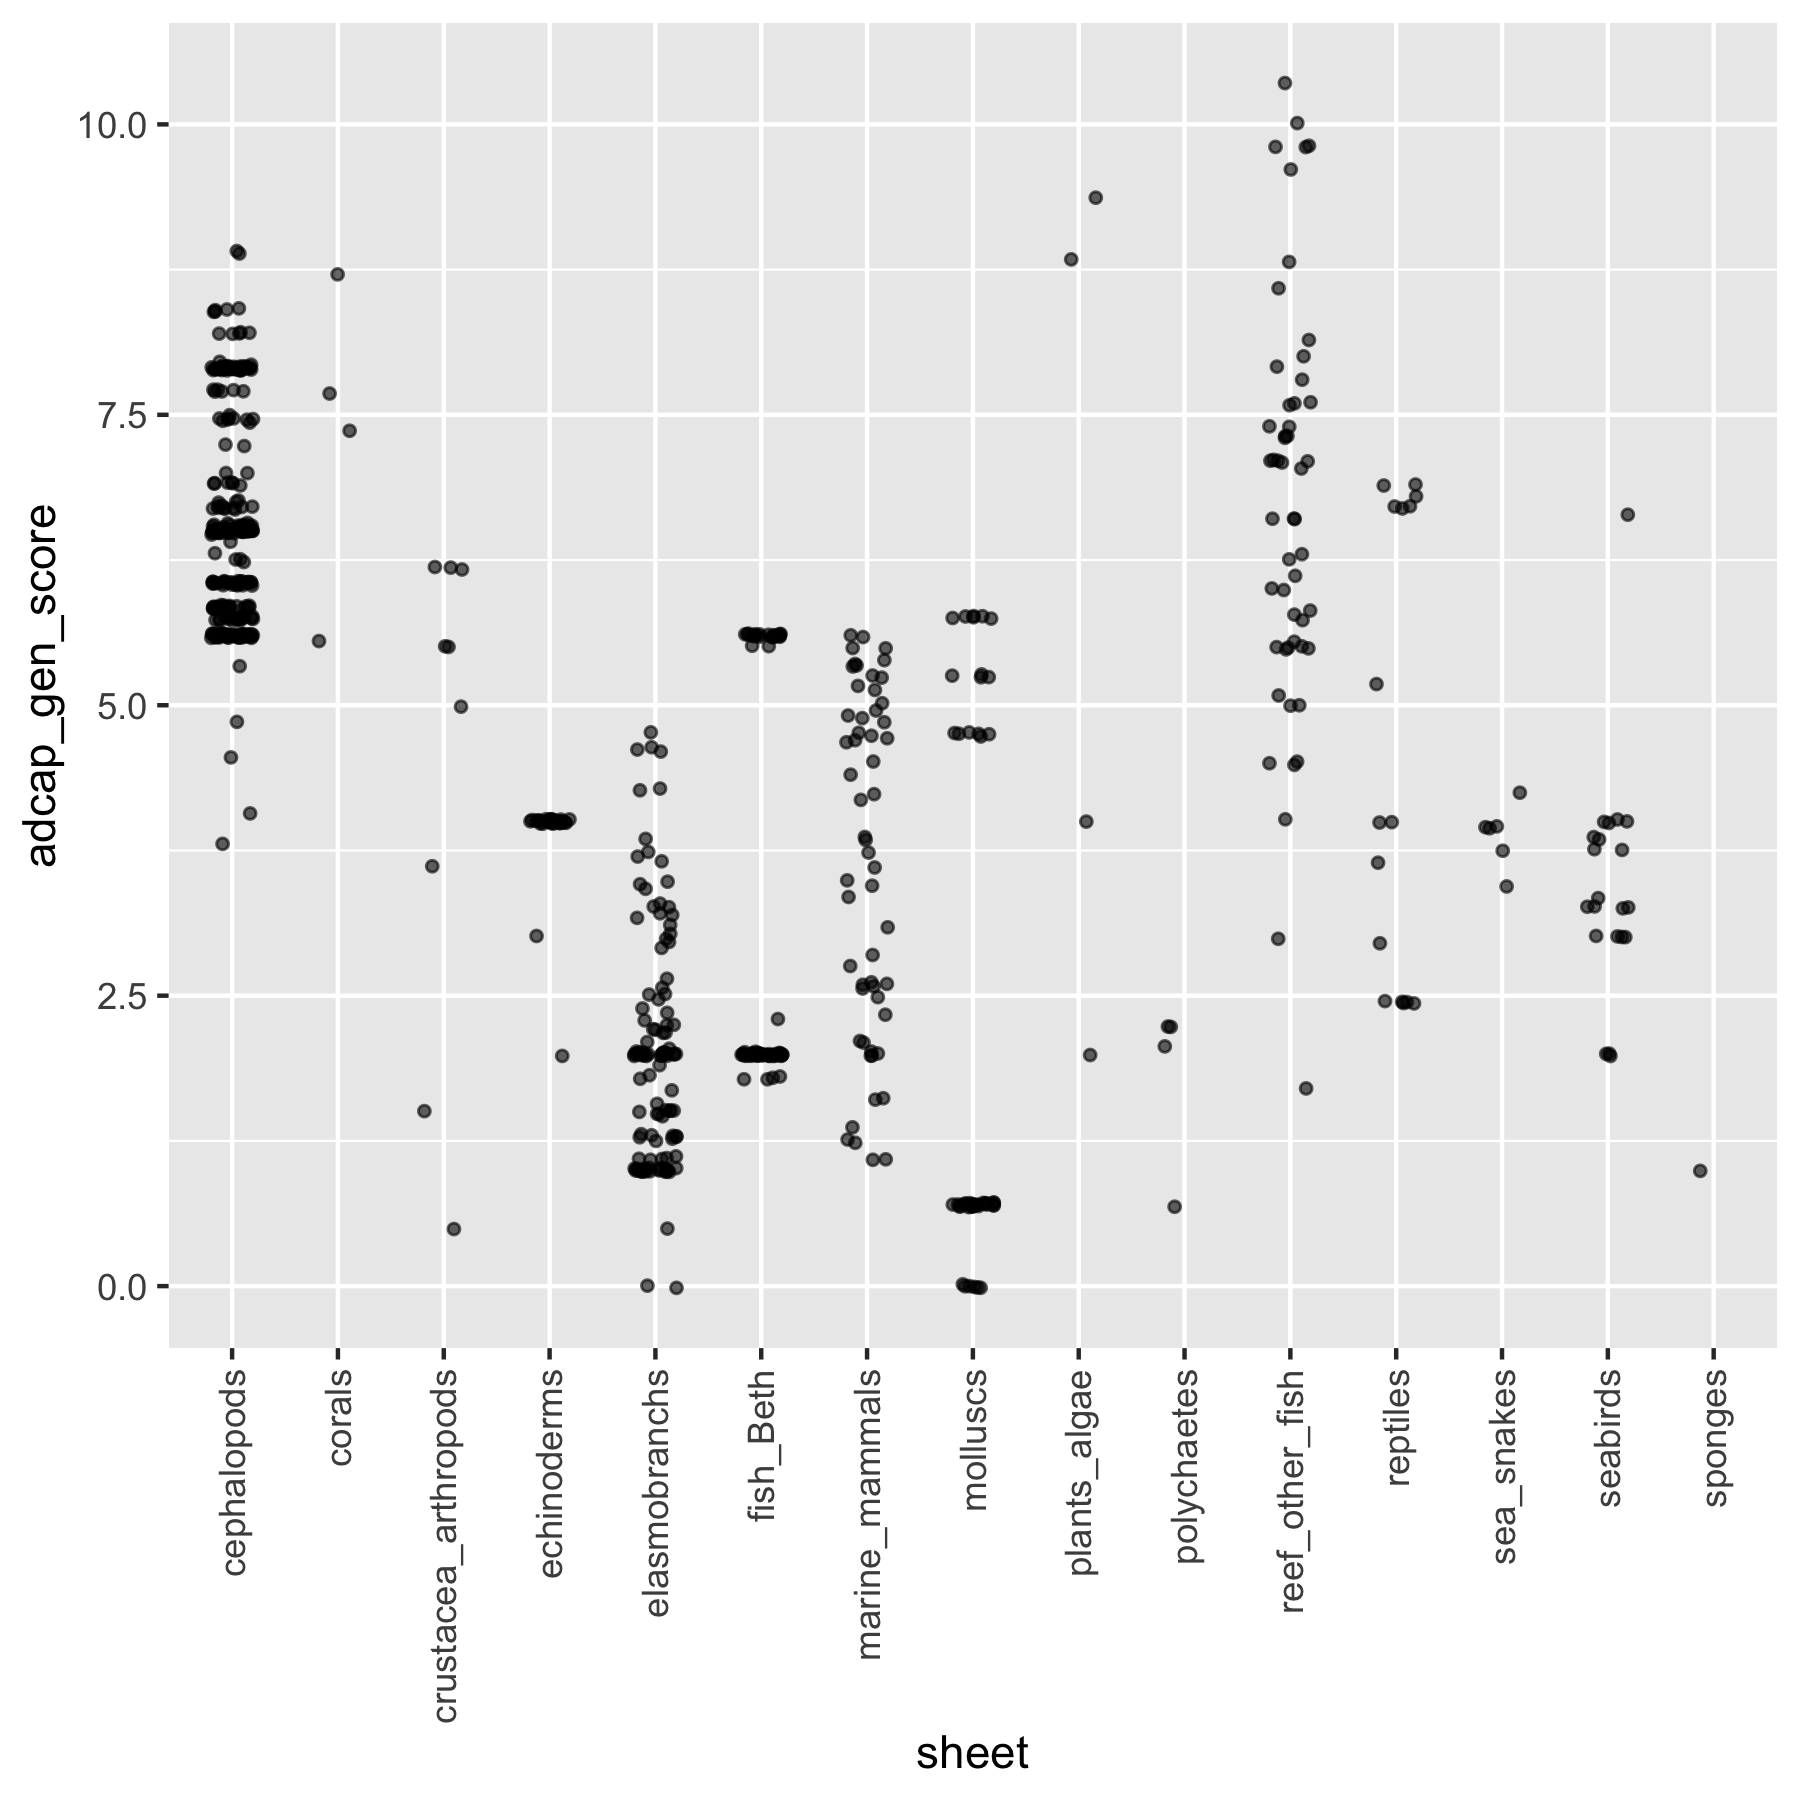 adcap_gen_score
10.0
7.5
5.0
2.5
0.0
cephalopods
corals
crustacea_arthropods
echinoderms
elasmobranchs
fish_Beth
marine_mammals
molluscs
plants_algae
polychaetes
reef_other_fish
reptiles
sea_snakes
seabirds
sponges
sheet